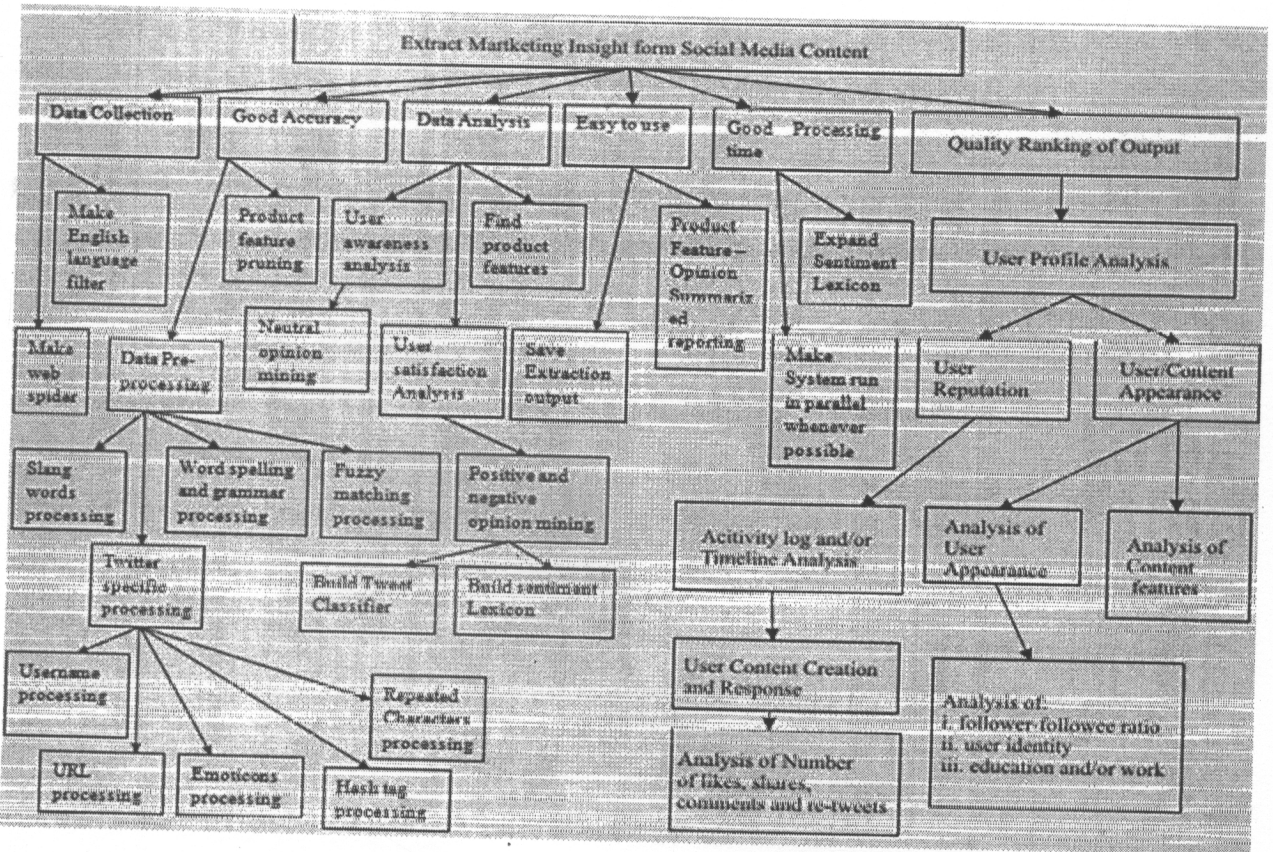 Extract Martketing Insight form Social Media Content
Data Collection
Good Accuracy
Data Analysis
Easy to use
Good Processing
time
Quality Ranking of Output
Make
English
language
filter
Product
feature
pruning
User
awareness
analysis
Find
product
features
Product
Feature–
Opinion
Summariz
ed
reporting
Expand
Sentiment
Lexicon
User Profile Analysis
Make
web
spider
Data Pre-
processing
Neutral
opinion
mining
User
satisfaction
Analysis
Save
Extraction
output
Make
System run
in parallel
whenever
possible
User
Reputation
User/Content
Appearance
Slang
words
processing
Word spelling
and grammar
processing
Fuzzy
matching
processing
Positive and
negative
opinion mining
Acitivity log and/or
Timeline Analysis
Analysis of
User
Appearance
Analysis of
Content
features
Twitter
specific
processing
Build Tweet
Classifier
Build sentiment
Lexicon
Username
processing
Repeated
Characters
processing
User Content Creation
and Response
Analysis of:
i. follower-followee ratio
ii. user identity
iii. education and/or work
URL
processing
Emoticons
processing
Hash tag
processing
Analysis of Number
of likes, shares,
comments and re-tweets